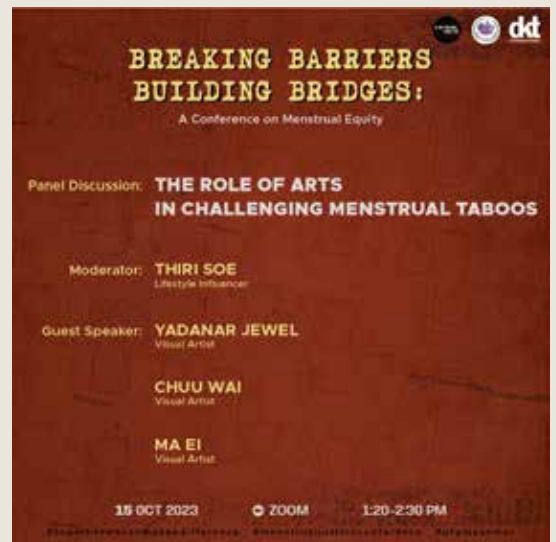 dkt
BREAKING BARRIERS
BUILDING BRIDGES:
A Conference on Menstrual Equity
Panel Discussion: THE ROLE OF ARTS
IN CHALLENGING MENSTRUAL TABOOS
Moderator: THIRI SOE
Lifestyle Influencer
Guest Speaker: YADANAR JEWEL
Visual Artist
CHUU WAI
Visual Artist
MA EI
Visual Artist
15 OCT 2023 ZOOM 1:20-2:30 PM